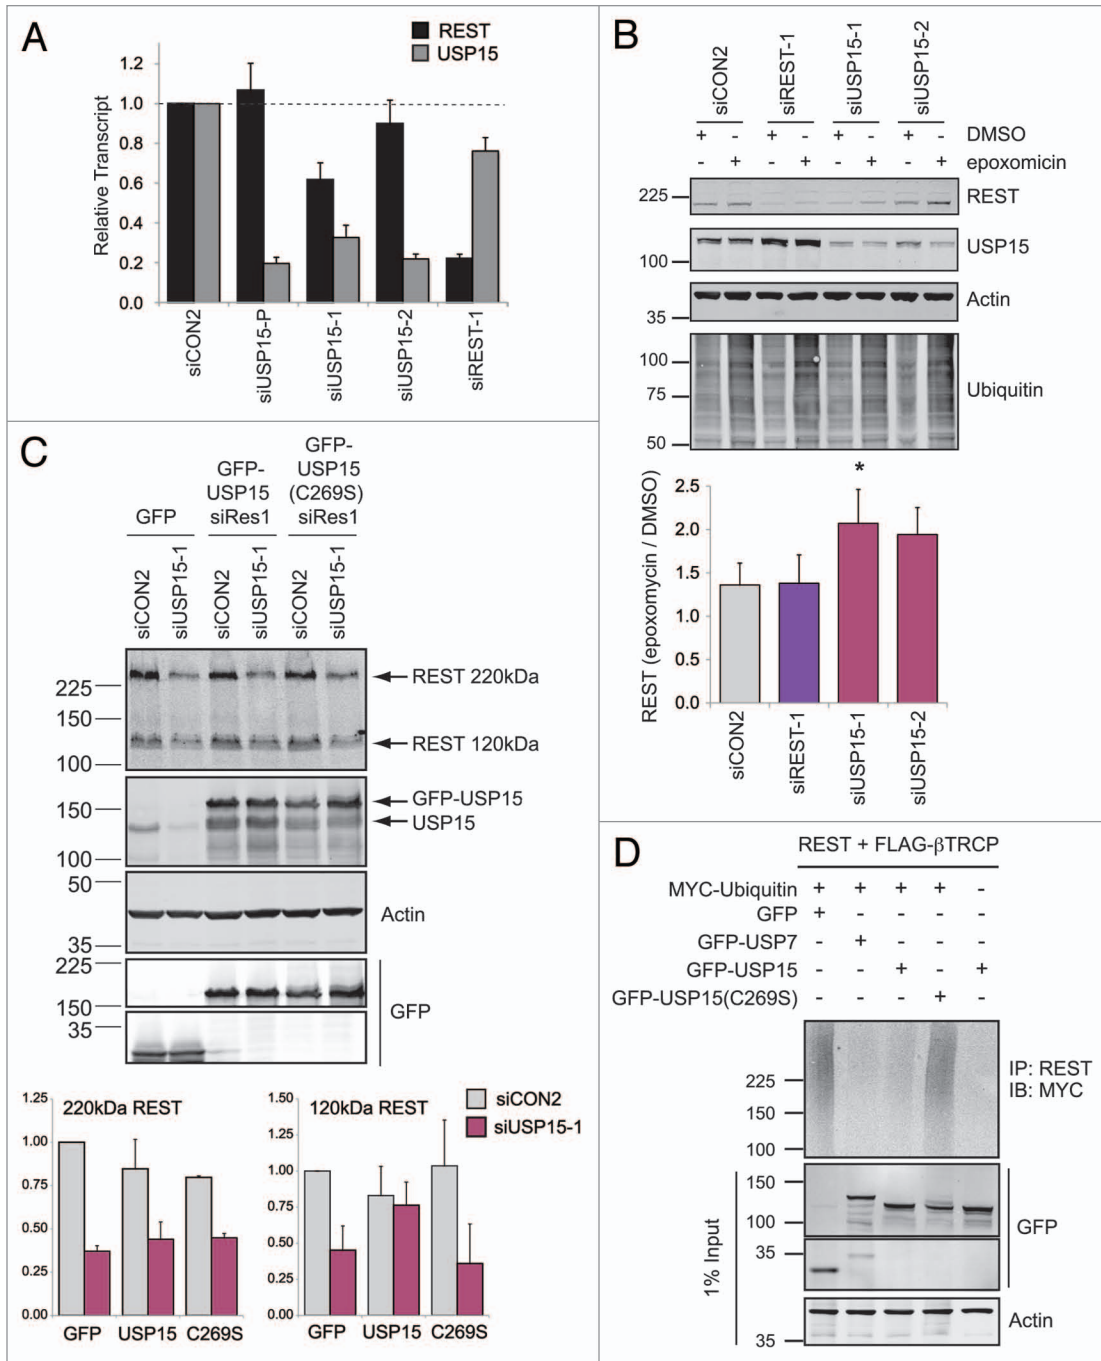 A
REST
USP15
Relative Transcript
1.2
1.0
0.8
0.6
0.4
0.2
0.0
siCON2
siUSP15-P
siUSP15-1
siUSP15-2
siREST-1
B
siCON2
siREST-1
siUSP15-1
siUSP15-2
+ - + - + - + - DMSO
- + - + - + - + epoxomicin
225
REST
USP15
100
Actin
35
100
75
50
Ubiquitin
REST (epoxomycin / DMSO)
*
2.5
2.0
1.5
1.0
0.5
0.0
siCON2
siREST-1
siUSP15-1
siUSP15-2
C
GFP
GFP-
USP15
siRes1
GFP-
USP15
(C269S)
siRes1
siCON2
siUSP15-1
siCON2
siUSP15-1
siCON2
siUSP15-1
225
150
100
REST 220kDa
REST 120kDa
150
100
GFP-USP15
USP15
50
35
Actin
225
150
35
GFP
220kDa REST
1.25
1.00
0.75
0.50
0.25
0.00
GFP USP15 C269S
120kDa REST
1.25
1.00
0.75
0.50
0.25
0.00
GFP USP15 C269S
siCON2
siUSP15-1
D
REST + FLAG-βTRCP
MYC-Ubiquitin + + + + -
GFP + - - - -
GFP-USP7 - + - - -
GFP-USP15 - - + - +
GFP-USP15(C269S) - - - + -
225
150
100
IP: REST
IB: MYC
1% Input
150
100
35
GFP
Actin
35